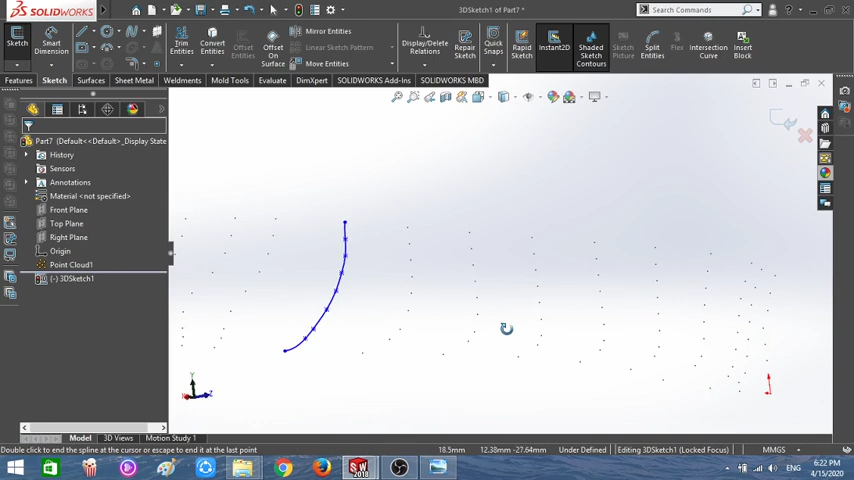 SOLIDWORKS
3DSketch1 of Part7 *
Search Commands
Sketch
Smart Dimension
Trim Entities
Convert Entities
Offset Entities
Offset On Surface
Mirror Entities
Linear Sketch Pattern
Move Entities
Display/Delete Relations
Repair Sketch
Quick Snaps
Rapid Sketch
Instant2D
Shaded Sketch Contours
Sketch Picture
Split Entities
Flex
Intersection Curve
Insert Block
Features
Sketch
Surfaces
Sheet Metal
Weldments
Mold Tools
Evaluate
DimXpert
SOLIDWORKS Add-Ins
SOLIDWORKS MBD
Part7 (Default<<Default>_Display State
History
Sensors
Annotations
Material <not specified>
Front Plane
Top Plane
Right Plane
Origin
Point Cloud1
(-) 3DSketch1
Y
Z
Model
3D Views
Motion Study 1
Double click to end the spline at the cursor or escape to end at the last point
18.5mm
12.38mm -27.64mm
Under Defined
Editing 3DSketch1 (Locked Focus)
MMGS
SW
2018
ENG
6:22 PM
4/15/2020